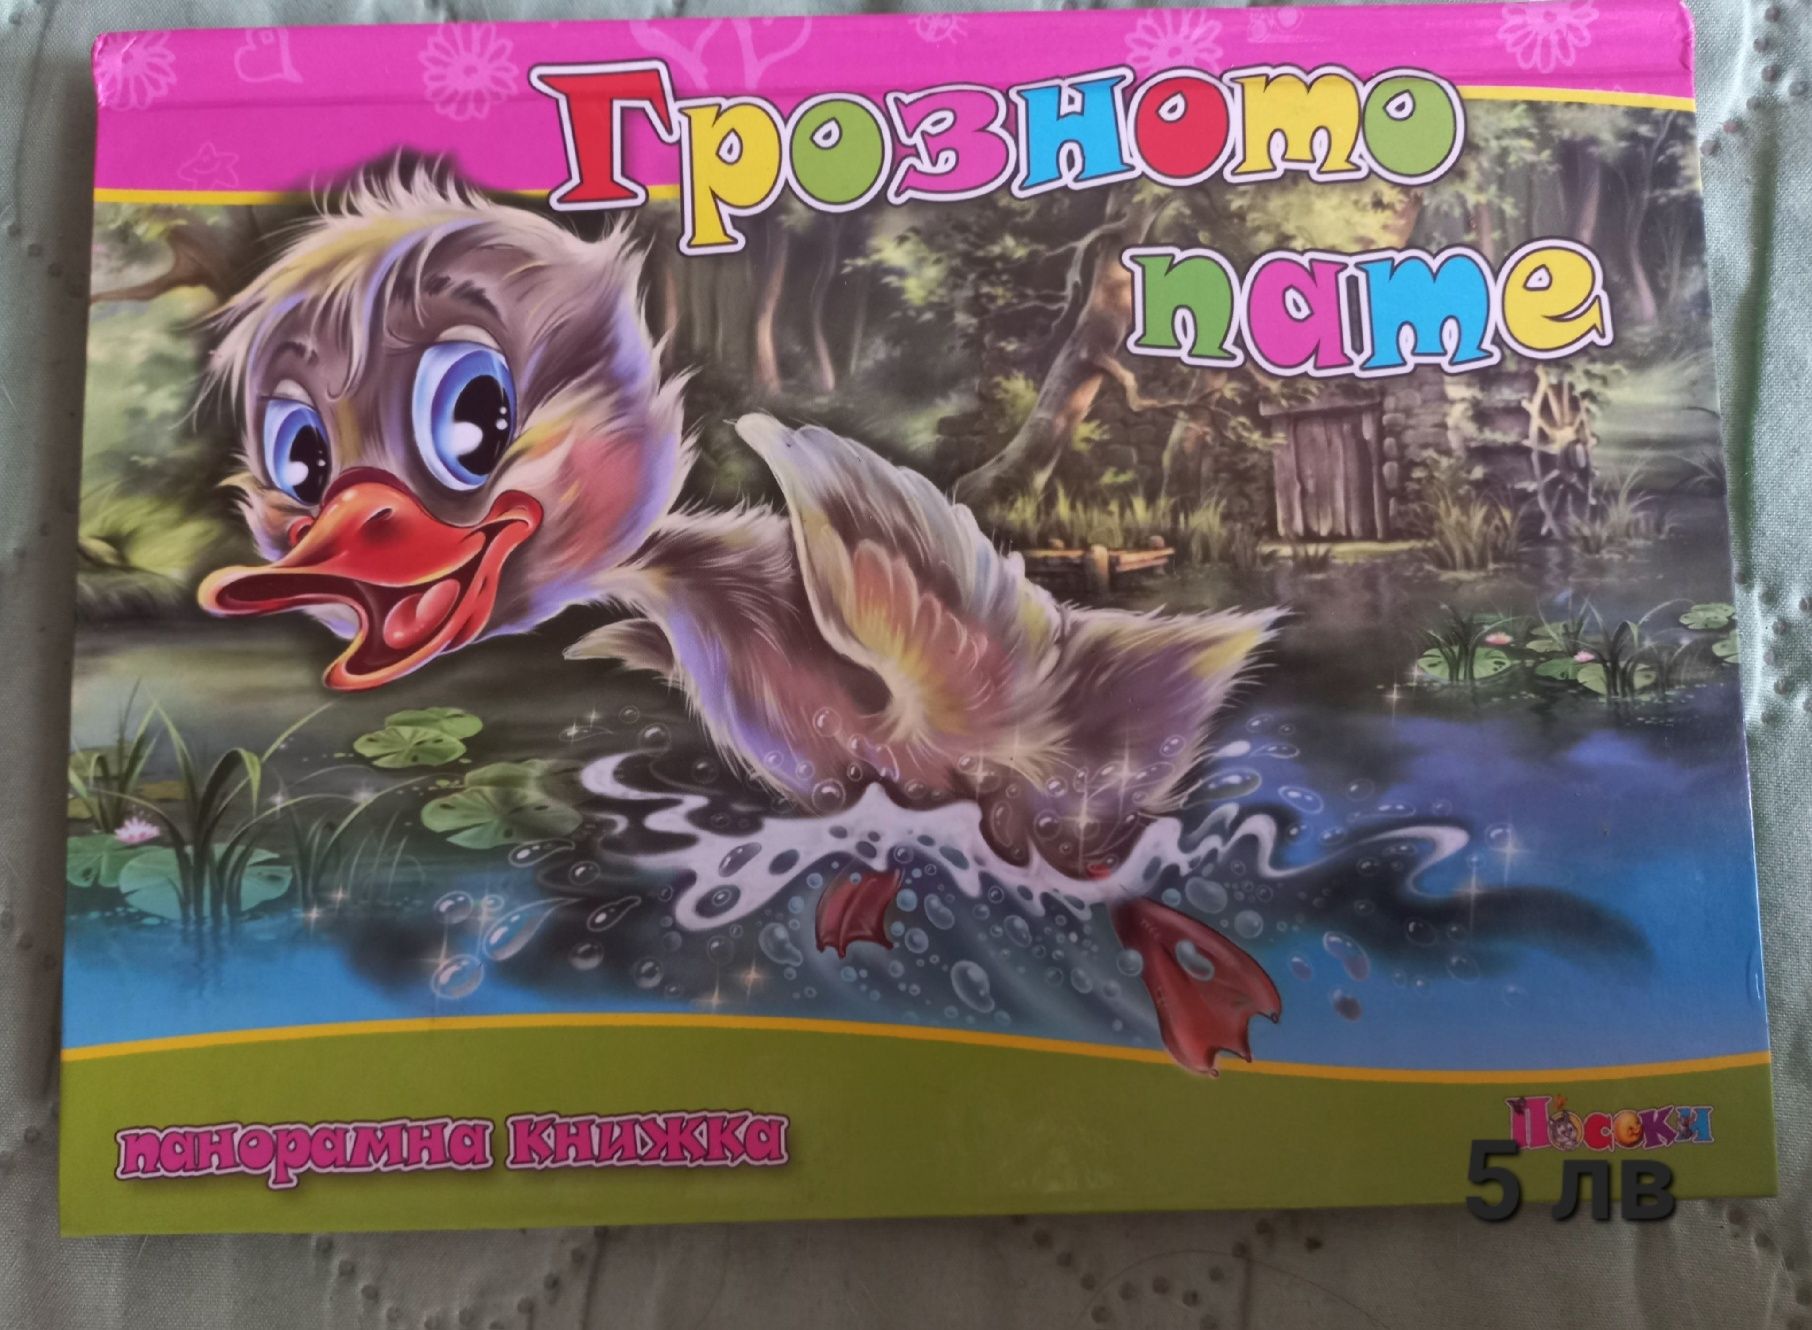 Грозното
пате
панорамна книжка
Посоки
5 лв